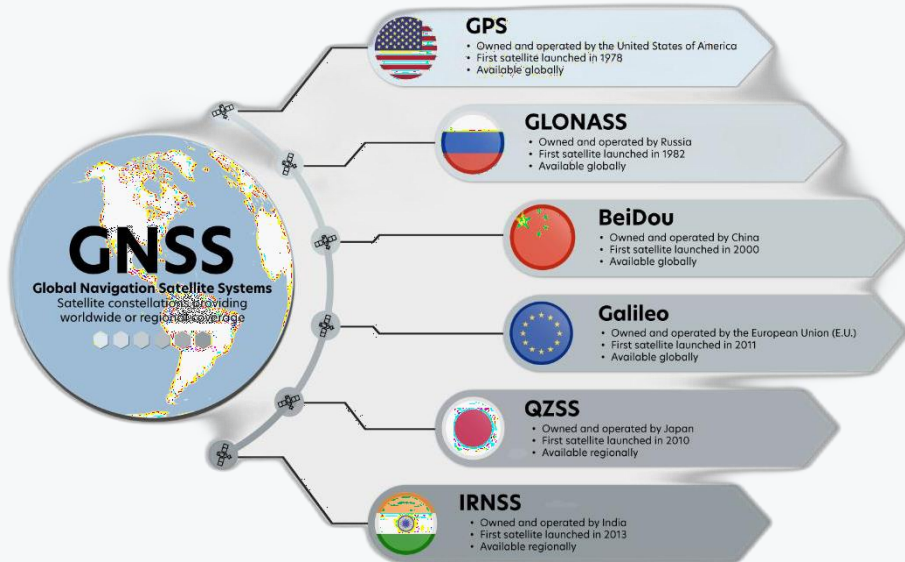 GNSS
Global Navigation Satellite Systems
Satellite constellations providing
worldwide or regional coverage
GPS
• Owned and operated by the United States of America
• First satellite launched in 1978
• Available globally
GLONASS
• Owned and operated by Russia
• First satellite launched in 1982
• Available globally
BeiDou
• Owned and operated by China
• First satellite launched in 2000
• Available globally
Galileo
• Owned and operated by the European Union (E.U.)
• First satellite launched in 2011
• Available globally
QZSS
• Owned and operated by Japan
• First satellite launched in 2010
• Available regionally
IRNSS
• Owned and operated by India
• First satellite launched in 2013
• Available regionally